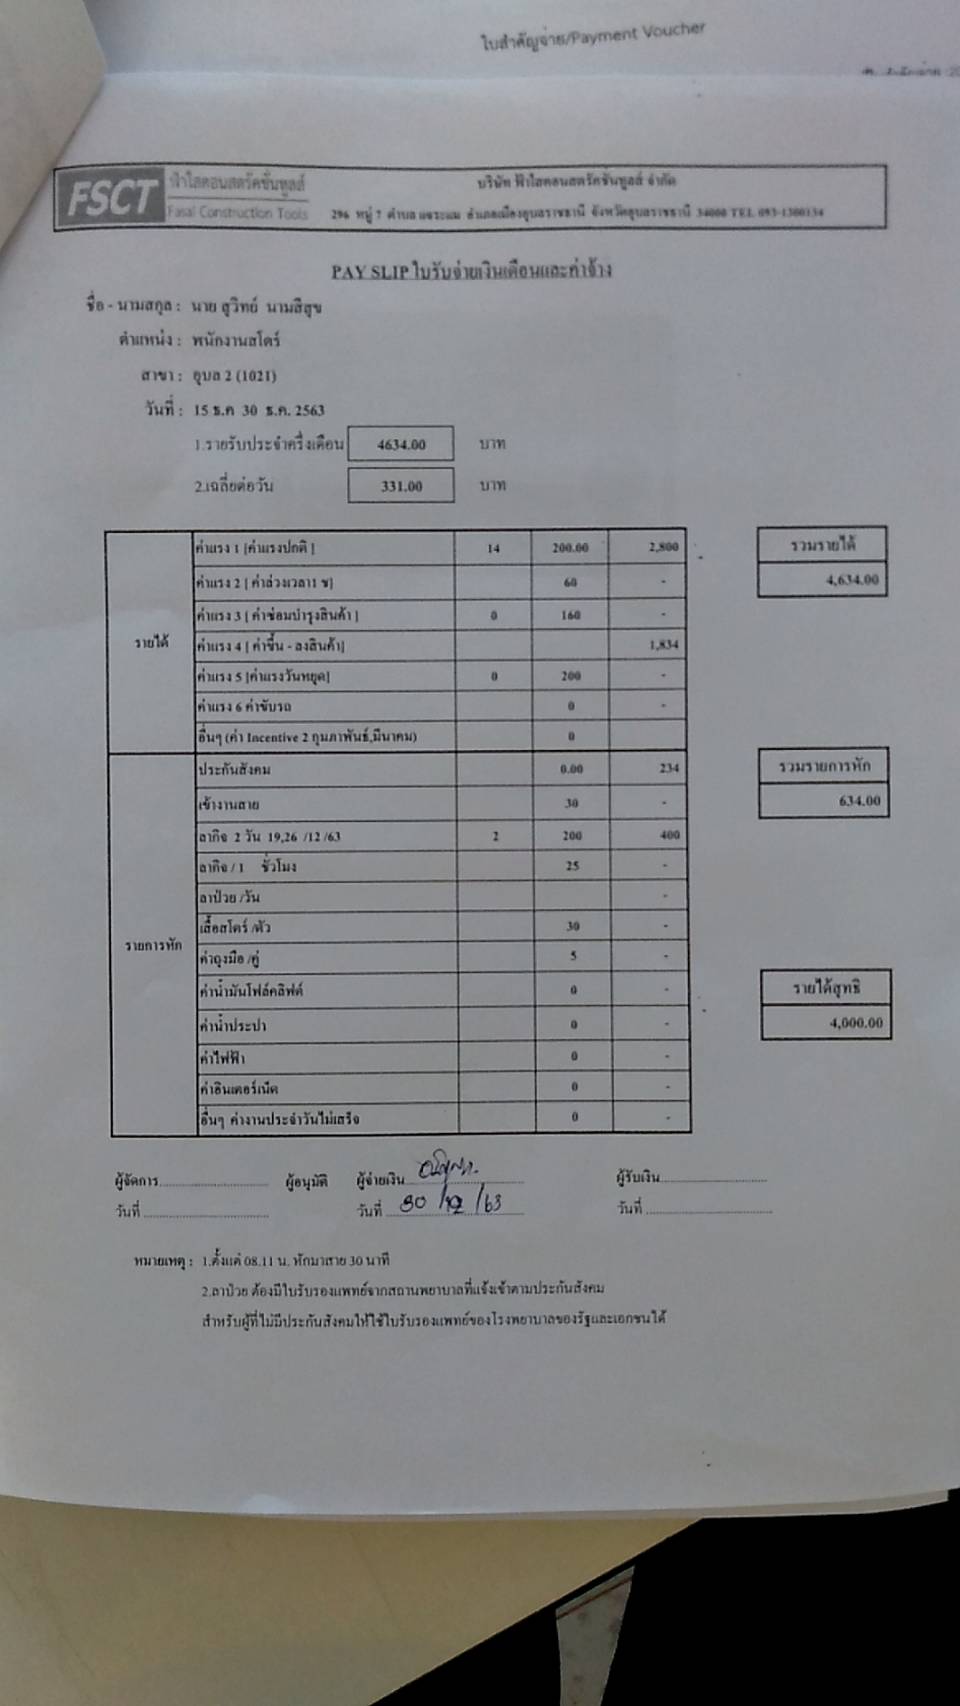 ใบสำคัญจ่าย/Payment Voucher
FSCT ฟ้าใสคอนสตรัคชั่นทูลส์
Fasai Construction Tools
บริษัท ฟ้าใสคอนสตรัคชั่นทูลส์ จำกัด
296 หมู่ 7 ตำบล แจระแม อำเภอเมืองอุบลราชธานี จังหวัดอุบลราชธานี 34000 TEL 093-1300134
PAY SLIP ใบรับจ่ายเงินเดือนและค่าจ้าง
ชื่อ - นามสกุล : นาย สุวิทย์ นามสีสุข
ตำแหน่ง : พนักงานสโตร์
สาขา : อุบล 2 (1021)
วันที่ : 15 ธ.ค 30 ธ.ค. 2563
1.รายรับประจำครึ่งเดือน 4634.00 บาท
2.เฉลี่ยต่อวัน 331.00 บาท
รายได้
ค่าแรง 1 [ค่าแรงปกติ ] 14 200.00 2,800
ค่าแรง 2 [ ค่าล่วงเวลา1 ช] 60 -
ค่าแรง 3 [ ค่าซ่อมบำรุงสินค้า ] 0 160 -
ค่าแรง 4 [ ค่าขึ้น - ลงสินค้า] 1,834
ค่าแรง 5 [ค่าแรงวันหยุด] 0 200 -
ค่าแรง 6 ค่าขับรถ 0 -
อื่นๆ (ค่า Incentive 2 กุมภาพันธ์,มีนาคม) 0
รวมรายได้
4,634.00
รายการหัก
ประกันสังคม 0.00 234
เข้างานสาย 30 -
ลากิจ 2 วัน 19,26 /12 /63 2 200 400
ลากิจ / 1 ชั่วโมง 25 -
ลาป่วย /วัน -
เสื้อสโตร์ /ตัว 30 -
ค่าถุงมือ /คู่ 5 -
ค่าน้ำมันโฟล์คลิฟต์ 0 -
ค่าน้ำประปา 0 -
ค่าไฟฟ้า 0 -
ค่าอินเตอร์เน็ต 0 -
อื่นๆ ค่างานประจำวันไม่เสร็จ 0 -
รวมรายการหัก
634.00
รายได้สุทธิ
4,000.00
ผู้จัดการ ผู้อนุมัติ ผู้จ่ายเงิน ผู้รับเงิน
วันที่ วันที่ 30/12/63 วันที่
หมายเหตุ : 1.ตั้งแต่ 08.11 น. หักมาสาย 30 นาที
2.ลาป่วย ต้องมีใบรับรองแพทย์จากสถานพยาบาลที่แจ้งเข้าตามประกันสังคม
สำหรับผู้ที่ไม่มีประกันสังคมให้ใช้ใบรับรองแพทย์ของโรงพยาบาลของรัฐและเอกชนได้